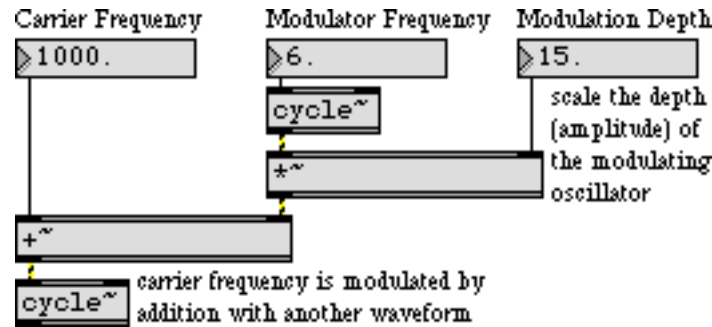 Carrier Frequency
Modulator Frequency
Modulation Depth
1000.
6.
15.
cycle~
scale the depth
(amplitude) of
the modulating
oscillator
*~
+~
cycle~
carrier frequency is modulated by
addition with another waveform